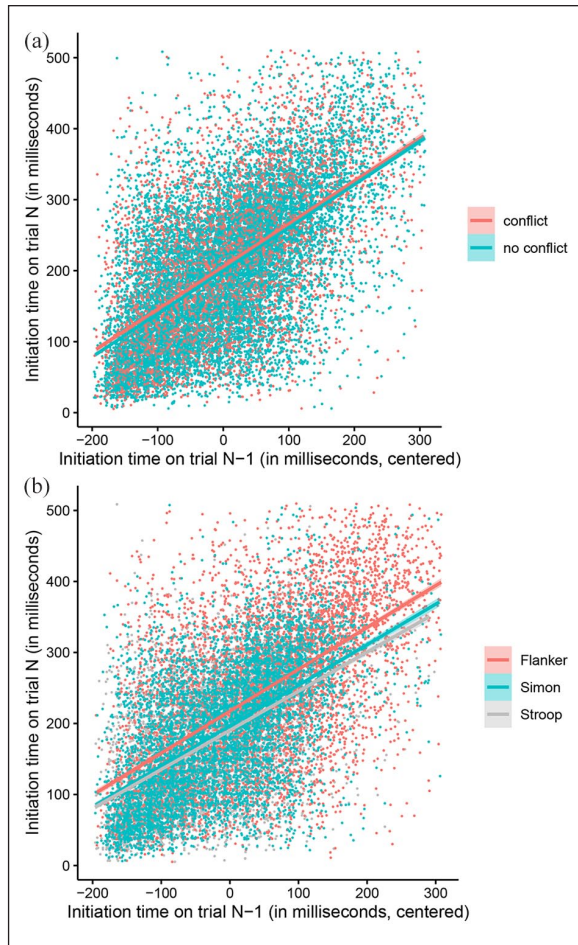 (a)
500
400
300
200
100
0
Initiation time on trial N (in milliseconds)
−200 −100 0 100 200 300
Initiation time on trial N−1 (in milliseconds, centered)
conflict
no conflict
(b)
500
400
300
200
100
0
Initiation time on trial N (in milliseconds)
−200 −100 0 100 200 300
Initiation time on trial N−1 (in milliseconds, centered)
Flanker
Simon
Stroop